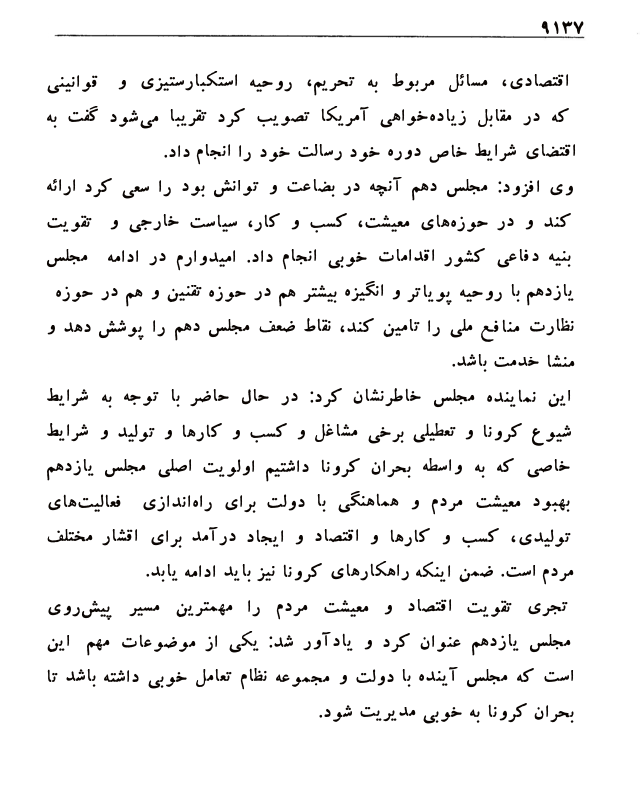 ۹۱۳۷
اقتصادی، مسائل مربوط به تحریم، روحیه استکبارستیزی و قوانینی
که در مقابل زیاده‌خواهی آمریکا تصویب کرد تقریبا می‌شود گفت به
اقتضای شرایط خاص دوره خود رسالت خود را انجام داد.
وی افزود: مجلس دهم آنچه در بضاعت و توانش بود را سعی کرد ارائه
کند و در حوزه‌های معیشت، کسب و کار، سیاست خارجی و تقویت
بنیه دفاعی کشور اقدامات خوبی انجام داد. امیدوارم در ادامه مجلس
یازدهم با روحیه پویاتر و انگیزه بیشتر هم در حوزه تقنین و هم در حوزه
نظارت منافع ملی را تامین کند، نقاط ضعف مجلس دهم را پوشش دهد و
منشا خدمت باشد.
این نماینده مجلس خاطرنشان کرد: در حال حاضر با توجه به شرایط
شیوع کرونا و تعطیلی برخی مشاغل و کسب و کارها و تولید و شرایط
خاصی که به واسطه بحران کرونا داشتیم اولویت اصلی مجلس یازدهم
بهبود معیشت مردم و هماهنگی با دولت برای راه‌اندازی فعالیت‌های
تولیدی، کسب و کارها و اقتصاد و ایجاد درآمد برای اقشار مختلف
مردم است. ضمن اینکه راهکارهای کرونا نیز باید ادامه یابد.
تجری تقویت اقتصاد و معیشت مردم را مهمترین مسیر پیش‌روی
مجلس یازدهم عنوان کرد و یادآور شد: یکی از موضوعات مهم این
است که مجلس آینده با دولت و مجموعه نظام تعامل خوبی داشته باشد تا
بحران کرونا به خوبی مدیریت شود.